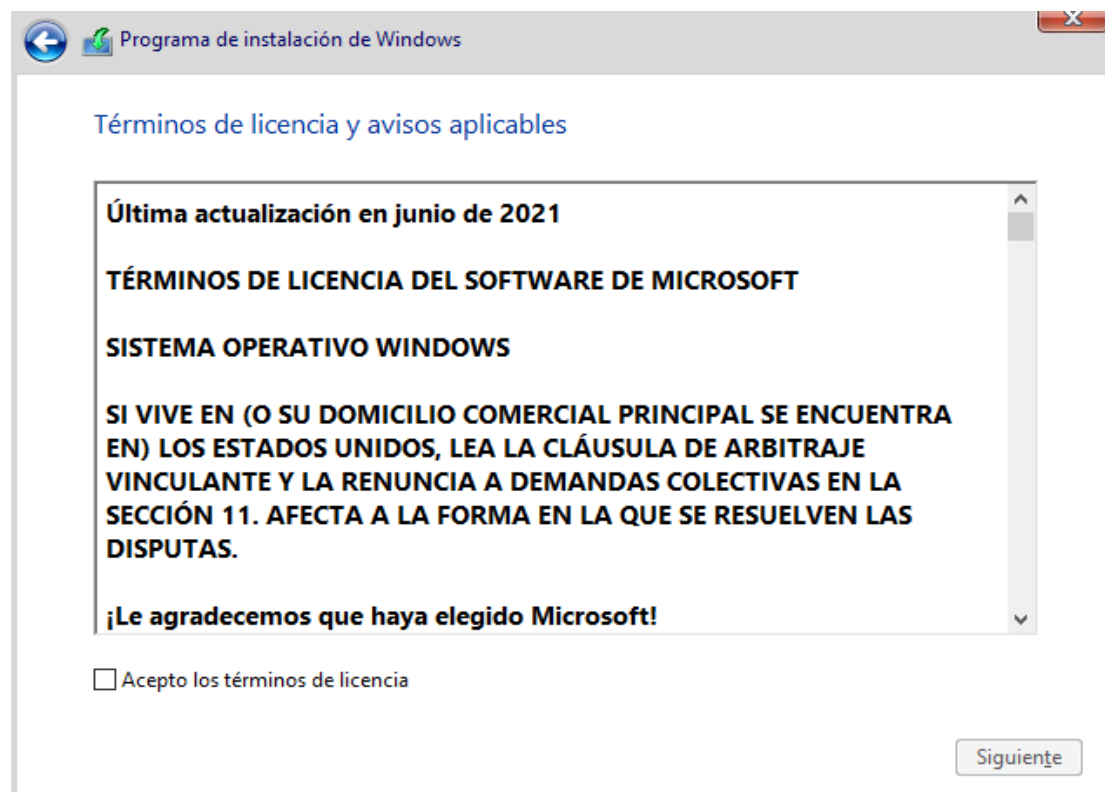 Programa de instalación de Windows
Términos de licencia y avisos aplicables
Última actualización en junio de 2021
TÉRMINOS DE LICENCIA DEL SOFTWARE DE MICROSOFT
SISTEMA OPERATIVO WINDOWS
SI VIVE EN (O SU DOMICILIO COMERCIAL PRINCIPAL SE ENCUENTRA
EN) LOS ESTADOS UNIDOS, LEA LA CLÁUSULA DE ARBITRAJE
VINCULANTE Y LA RENUNCIA A DEMANDAS COLECTIVAS EN LA
SECCIÓN 11. AFECTA A LA FORMA EN LA QUE SE RESUELVEN LAS
DISPUTAS.
¡Le agradecemos que haya elegido Microsoft!
Acepto los términos de licencia
Siguiente